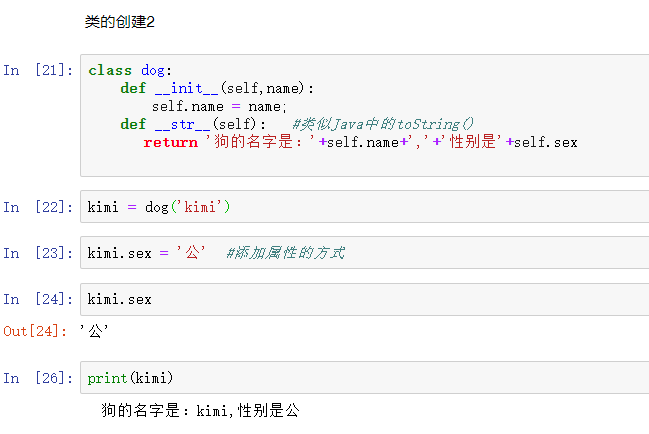 类的创建2
In [21]: class dog:
def __init__(self,name):
self.name = name;
def __str__(self): #类似Java中的toString()
return '狗的名字是：'+self.name+','+'性别是'+self.sex
In [22]: kimi = dog('kimi')
In [23]: kimi.sex = '公' #添加属性的方式
In [24]: kimi.sex
Out[24]: '公'
In [26]: print(kimi)
狗的名字是：kimi,性别是公